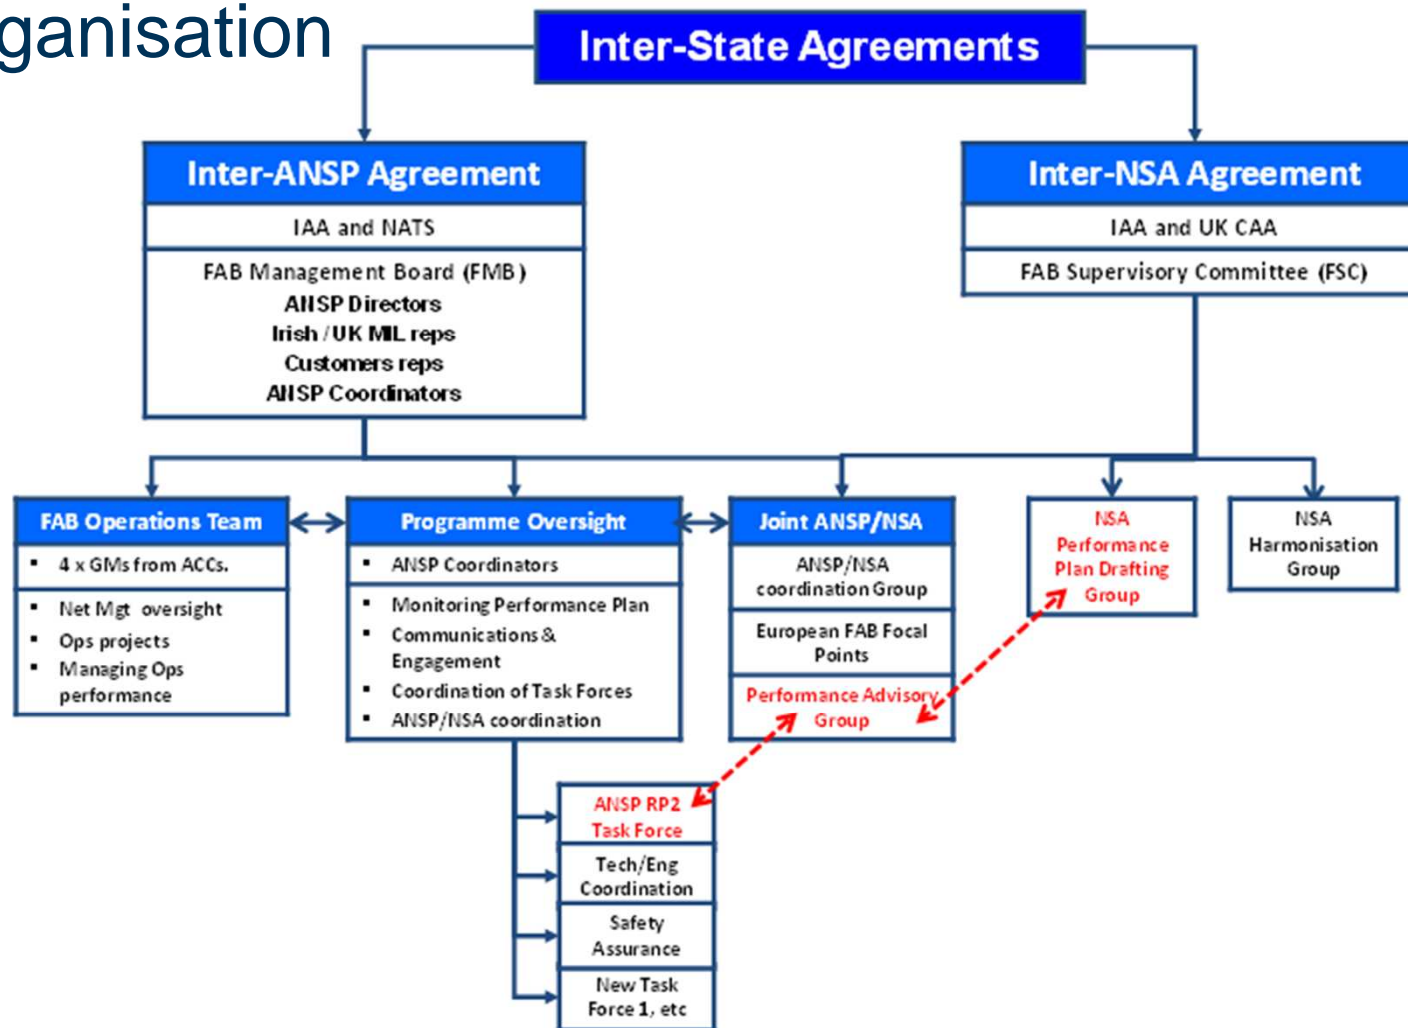 ganisation
Inter-State Agreements
Inter-ANSP Agreement
IAA and NATS
FAB Management Board (FMB)
ANSP Directors
Irish / UK MIL reps
Customers reps
ANSP Coordinators
Inter-NSA Agreement
IAA and UK CAA
FAB Supervisory Committee (FSC)
FAB Operations Team
▪ 4 x GMs from ACCs.
▪ Net Mgt oversight
▪ Ops projects
▪ Managing Ops
performance
Programme Oversight
▪ ANSP Coordinators
▪ Monitoring Performance Plan
▪ Communications &
Engagement
▪ Coordination of Task Forces
▪ ANSP/NSA coordination
Joint ANSP/NSA
ANSP/NSA
coordination Group
European FAB Focal
Points
Performance Advisory
Group
NSA
Performance
Plan Drafting
Group
NSA
Harmonisation
Group
ANSP RP2
Task Force
Tech/Eng
Coordination
Safety
Assurance
New Task
Force 1, etc